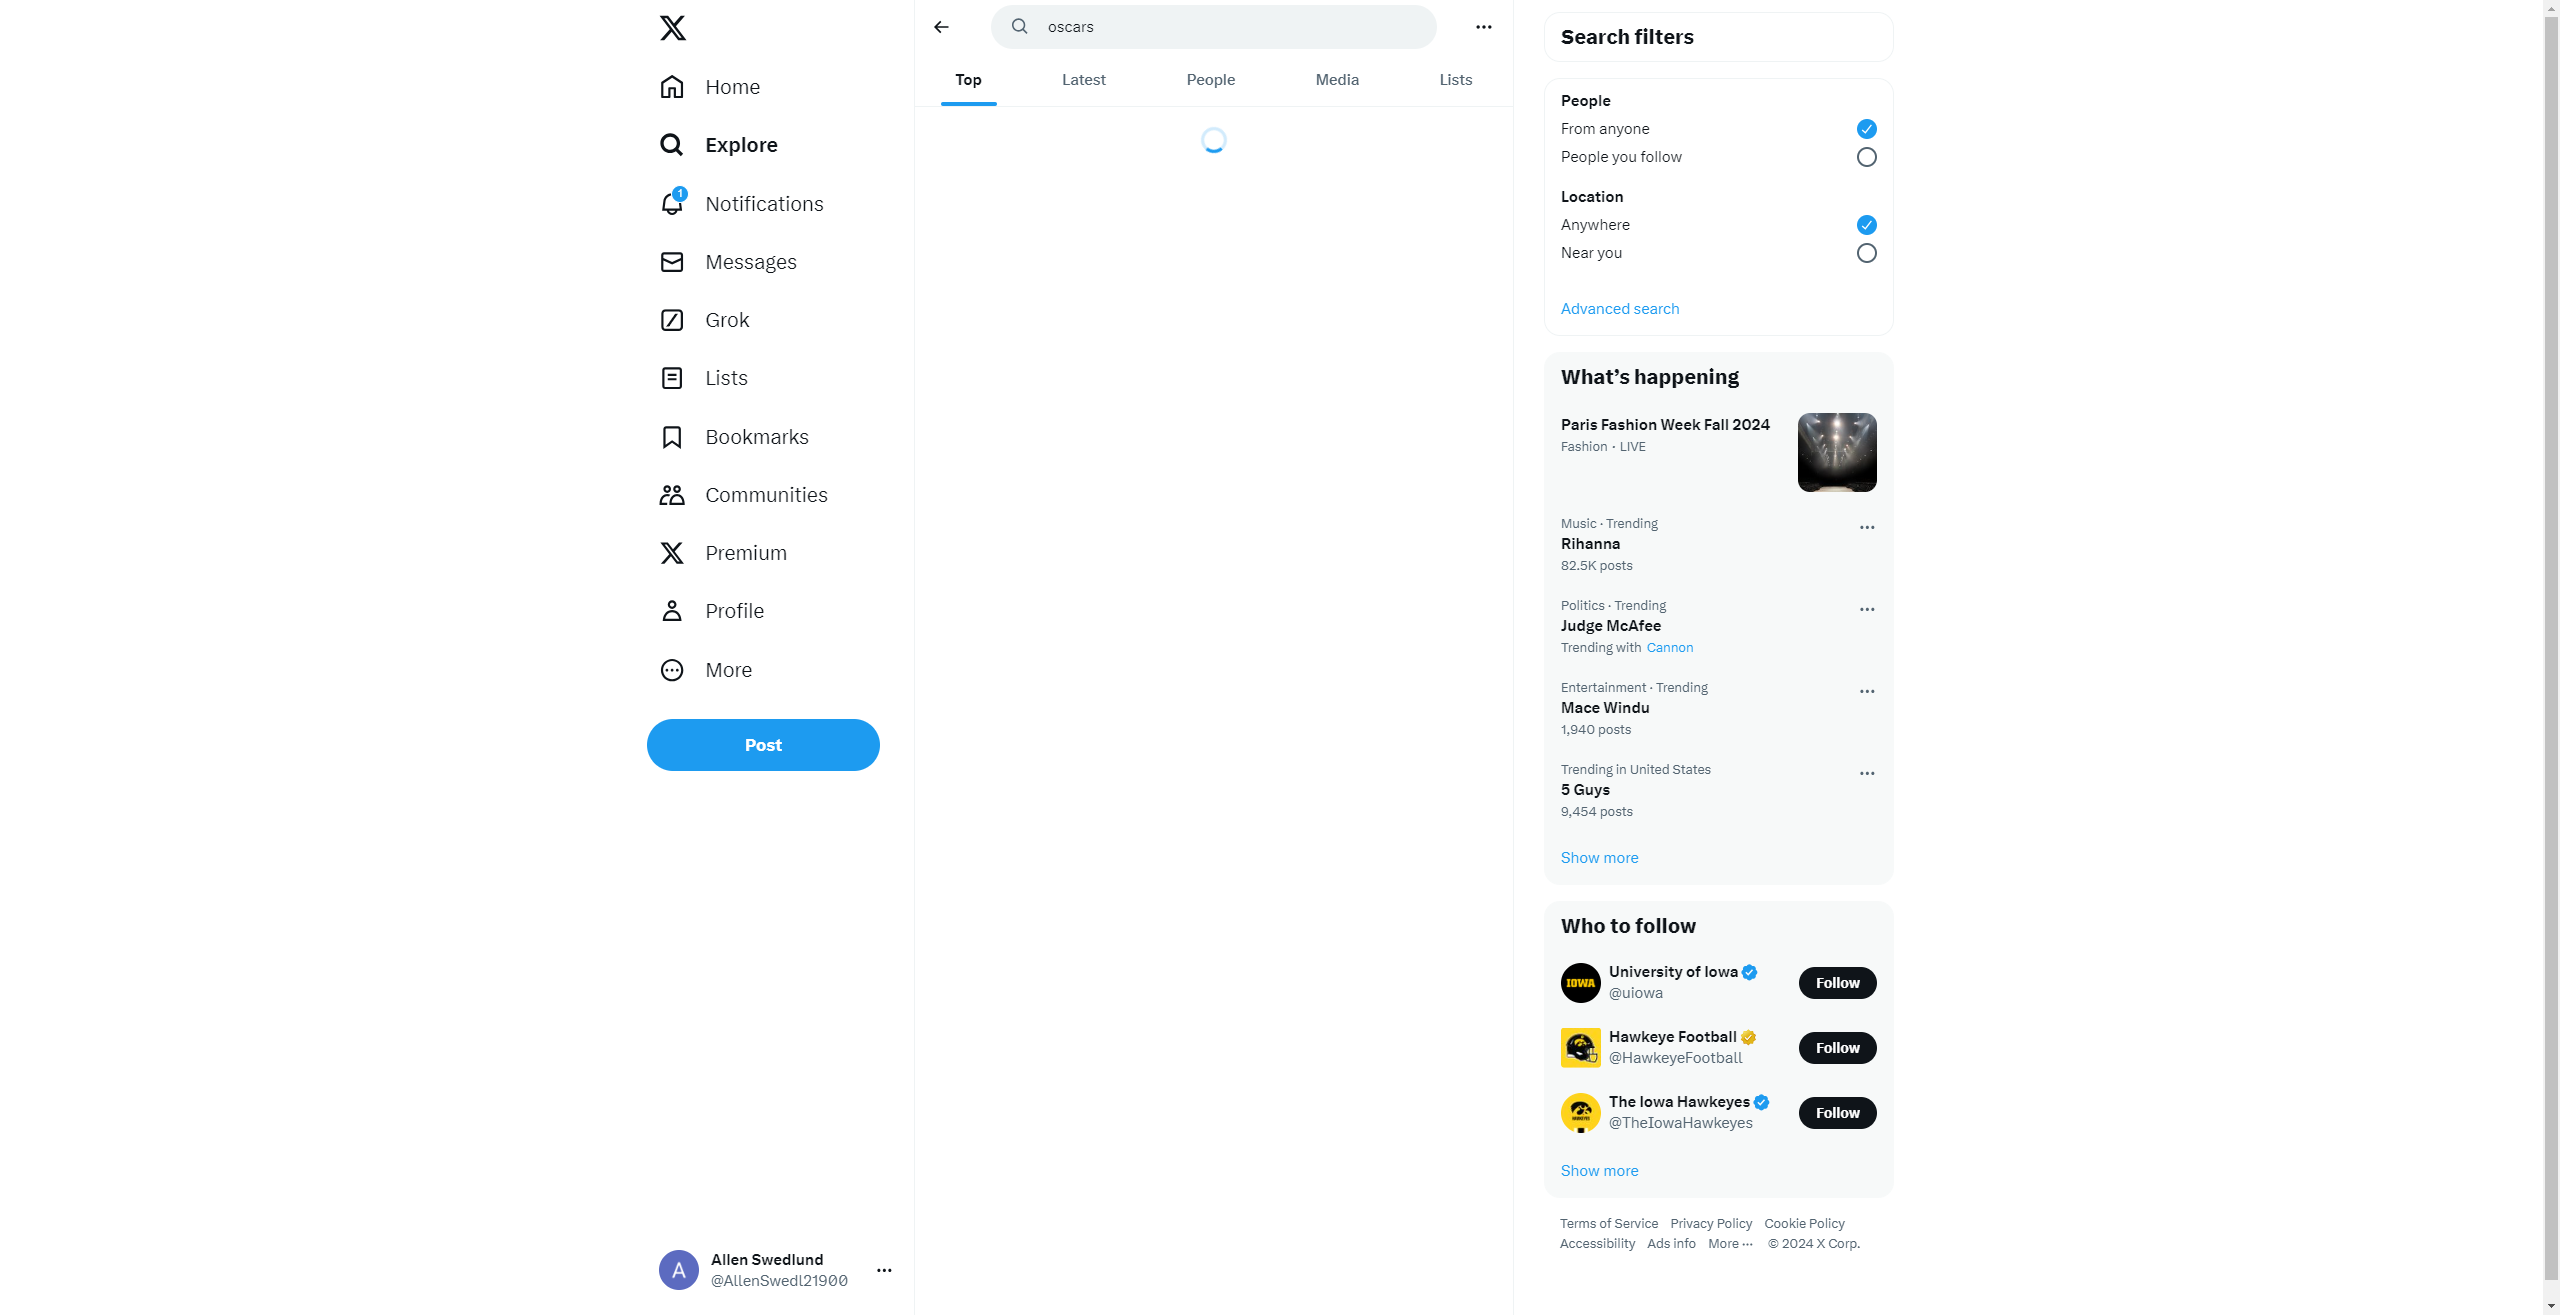 Home
Explore
1
Notifications
Messages
Grok
Lists
Bookmarks
Communities
Premium
Profile
More
Post
A
Allen Swedlund
@AllenSwedl21900
oscars
Top Latest People Media Lists
Search filters
People
From anyone
People you follow
Location
Anywhere
Near you
Advanced search
What’s happening
Paris Fashion Week Fall 2024
Fashion · LIVE
Music · Trending
Rihanna
82.5K posts
Politics · Trending
Judge McAfee
Trending with Cannon
Entertainment · Trending
Mace Windu
1,940 posts
Trending in United States
5 Guys
9,454 posts
Show more
Who to follow
IOWA
University of Iowa
@uiowa
Follow
Hawkeye Football
@HawkeyeFootball
Follow
The Iowa Hawkeyes
@TheIowaHawkeyes
Follow
Show more
Terms of Service Privacy Policy Cookie Policy
Accessibility Ads info More ··· © 2024 X Corp.